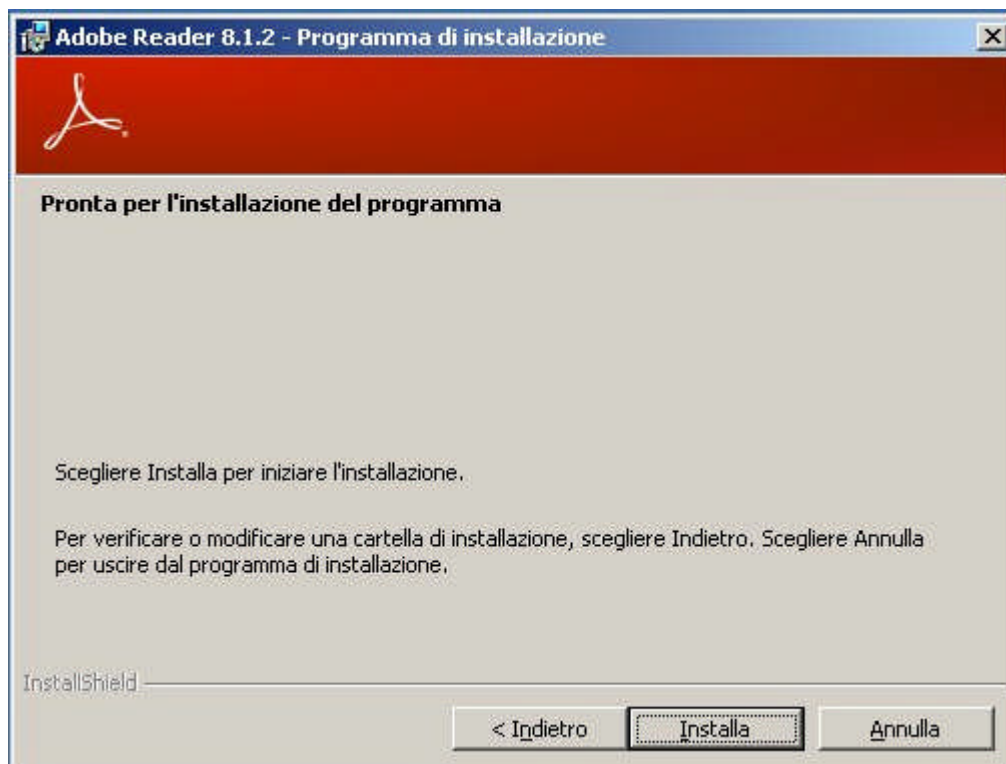 Adobe Reader 8.1.2 - Programma di installazione
Pronta per l'installazione del programma
Scegliere Installa per iniziare l'installazione.
Per verificare o modificare una cartella di installazione, scegliere Indietro. Scegliere Annulla
per uscire dal programma di installazione.
InstallShield
< Indietro
Installa
Annulla